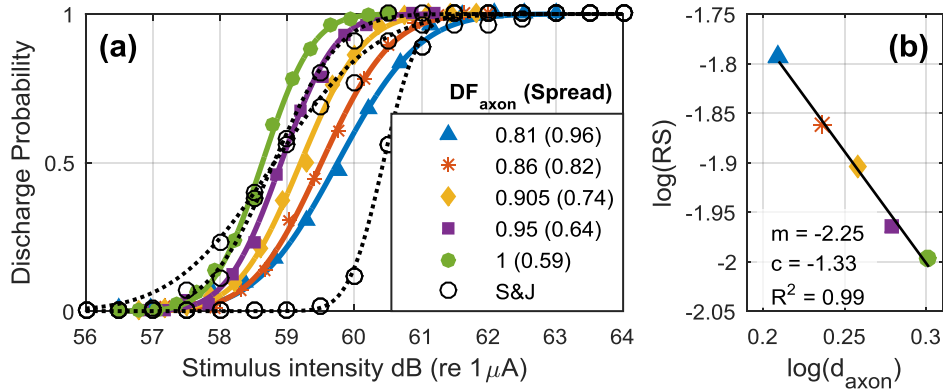 (a)
Discharge Probability
1
0.5
0
56 57 58 59 60 61 62 63 64
Stimulus intensity dB (re 1μA)
DF_axon (Spread)
0.81 (0.96)
0.86 (0.82)
0.905 (0.74)
0.95 (0.64)
1 (0.59)
S&J
(b)
log(RS)
-1.75
-1.8
-1.85
-1.9
-1.95
-2
-2.05
m = -2.25
c = -1.33
R² = 0.99
0.2 0.25 0.3
log(d_axon)